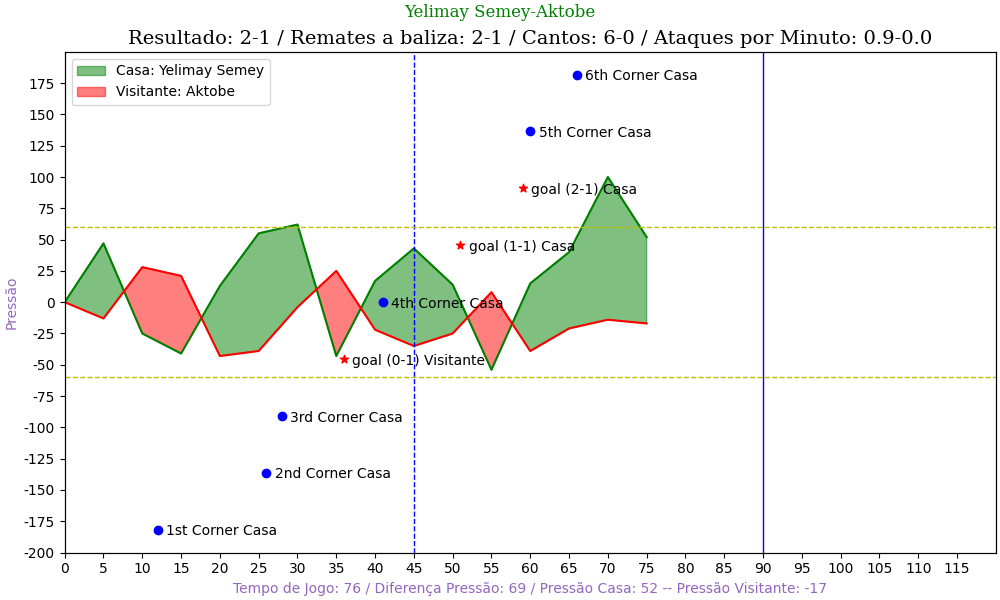 Yelimay Semey-Aktobe
Resultado: 2-1 / Remates a baliza: 2-1 / Cantos: 6-0 / Ataques por Minuto: 0.9-0.0
Casa: Yelimay Semey
Visitante: Aktobe
6th Corner Casa
5th Corner Casa
goal (2-1) Casa
goal (1-1) Casa
4th Corner Casa
goal (0-1) Visitante
3rd Corner Casa
2nd Corner Casa
1st Corner Casa
Pressão
175
150
125
100
75
50
25
0
-25
-50
-75
-100
-125
-150
-175
-200
0 5 10 15 20 25 30 35 40 45 50 55 60 65 70 75 80 85 90 95 100 105 110 115
Tempo de Jogo: 76 / Diferença Pressão: 69 / Pressão Casa: 52 -- Pressão Visitante: -17